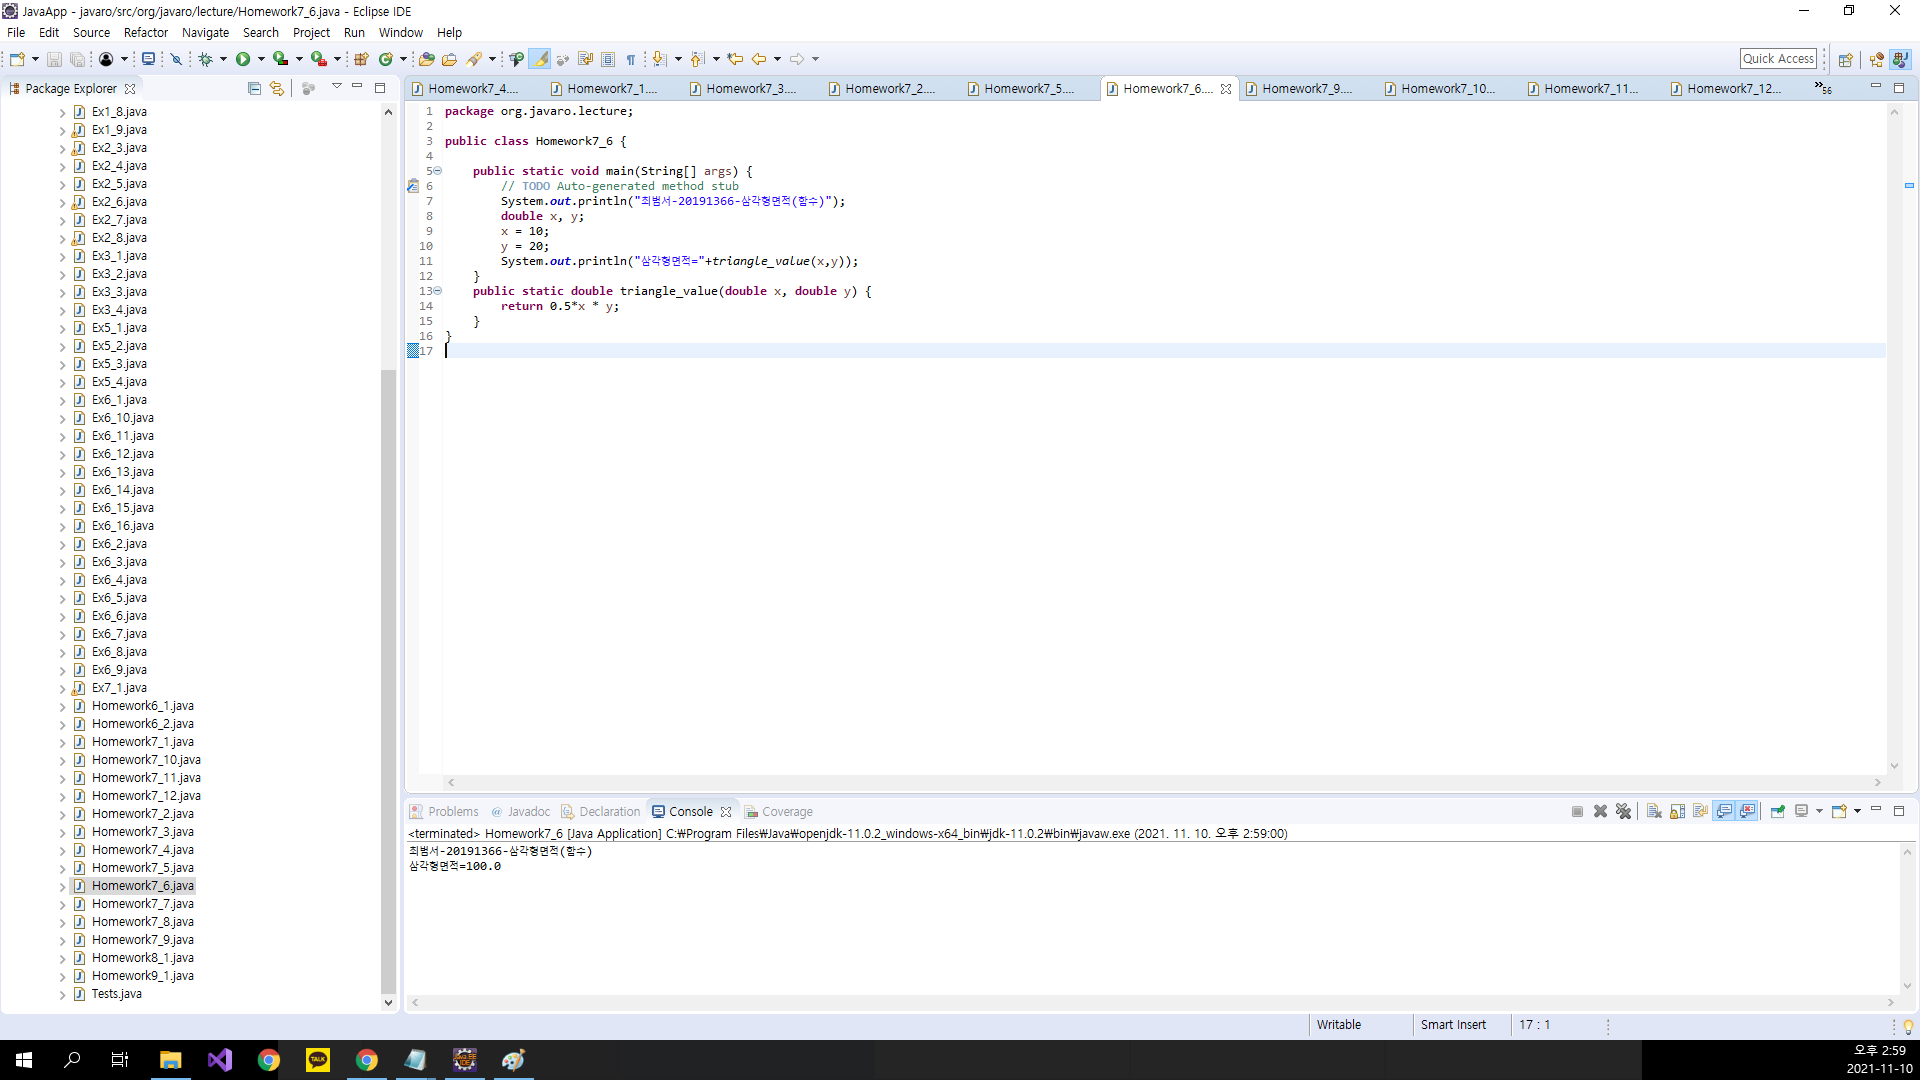 JavaApp - javaro/src/org/javaro/lecture/Homework7_6.java - Eclipse IDE
File Edit Source Refactor Navigate Search Project Run Window Help
Quick Access
Package Explorer
Ex1_8.java
Ex1_9.java
Ex2_3.java
Ex2_4.java
Ex2_5.java
Ex2_6.java
Ex2_7.java
Ex2_8.java
Ex3_1.java
Ex3_2.java
Ex3_3.java
Ex3_4.java
Ex5_1.java
Ex5_2.java
Ex5_3.java
Ex5_4.java
Ex6_1.java
Ex6_10.java
Ex6_11.java
Ex6_12.java
Ex6_13.java
Ex6_14.java
Ex6_15.java
Ex6_16.java
Ex6_2.java
Ex6_3.java
Ex6_4.java
Ex6_5.java
Ex6_6.java
Ex6_7.java
Ex6_8.java
Ex6_9.java
Ex7_1.java
Homework6_1.java
Homework6_2.java
Homework7_1.java
Homework7_10.java
Homework7_11.java
Homework7_12.java
Homework7_2.java
Homework7_3.java
Homework7_4.java
Homework7_5.java
Homework7_6.java
Homework7_7.java
Homework7_8.java
Homework7_9.java
Homework8_1.java
Homework9_1.java
Tests.java
Homework7_4.... Homework7_1.... Homework7_3.... Homework7_2.... Homework7_5.... Homework7_6.... Homework7_9.... Homework7_10... Homework7_11... Homework7_12... »56
1 package org.javaro.lecture;
2
3 public class Homework7_6 {
4
5 public static void main(String[] args) {
6 // TODO Auto-generated method stub
7 System.out.println("최범서-20191366-삼각형면적(함수)");
8 double x, y;
9 x = 10;
10 y = 20;
11 System.out.println("삼각형면적="+triangle_value(x,y));
12 }
13 public static double triangle_value(double x, double y) {
14 return 0.5*x * y;
15 }
16 }
17
Problems @ Javadoc Declaration Console Coverage
<terminated> Homework7_6 [Java Application] C:₩Program Files₩Java₩openjdk-11.0.2_windows-x64_bin₩jdk-11.0.2₩bin₩javaw.exe (2021. 11. 10. 오후 2:59:00)
최범서-20191366-삼각형면적(함수)
삼각형면적=100.0
Writable Smart Insert 17 : 1
TALK
오후 2:59
2021-11-10